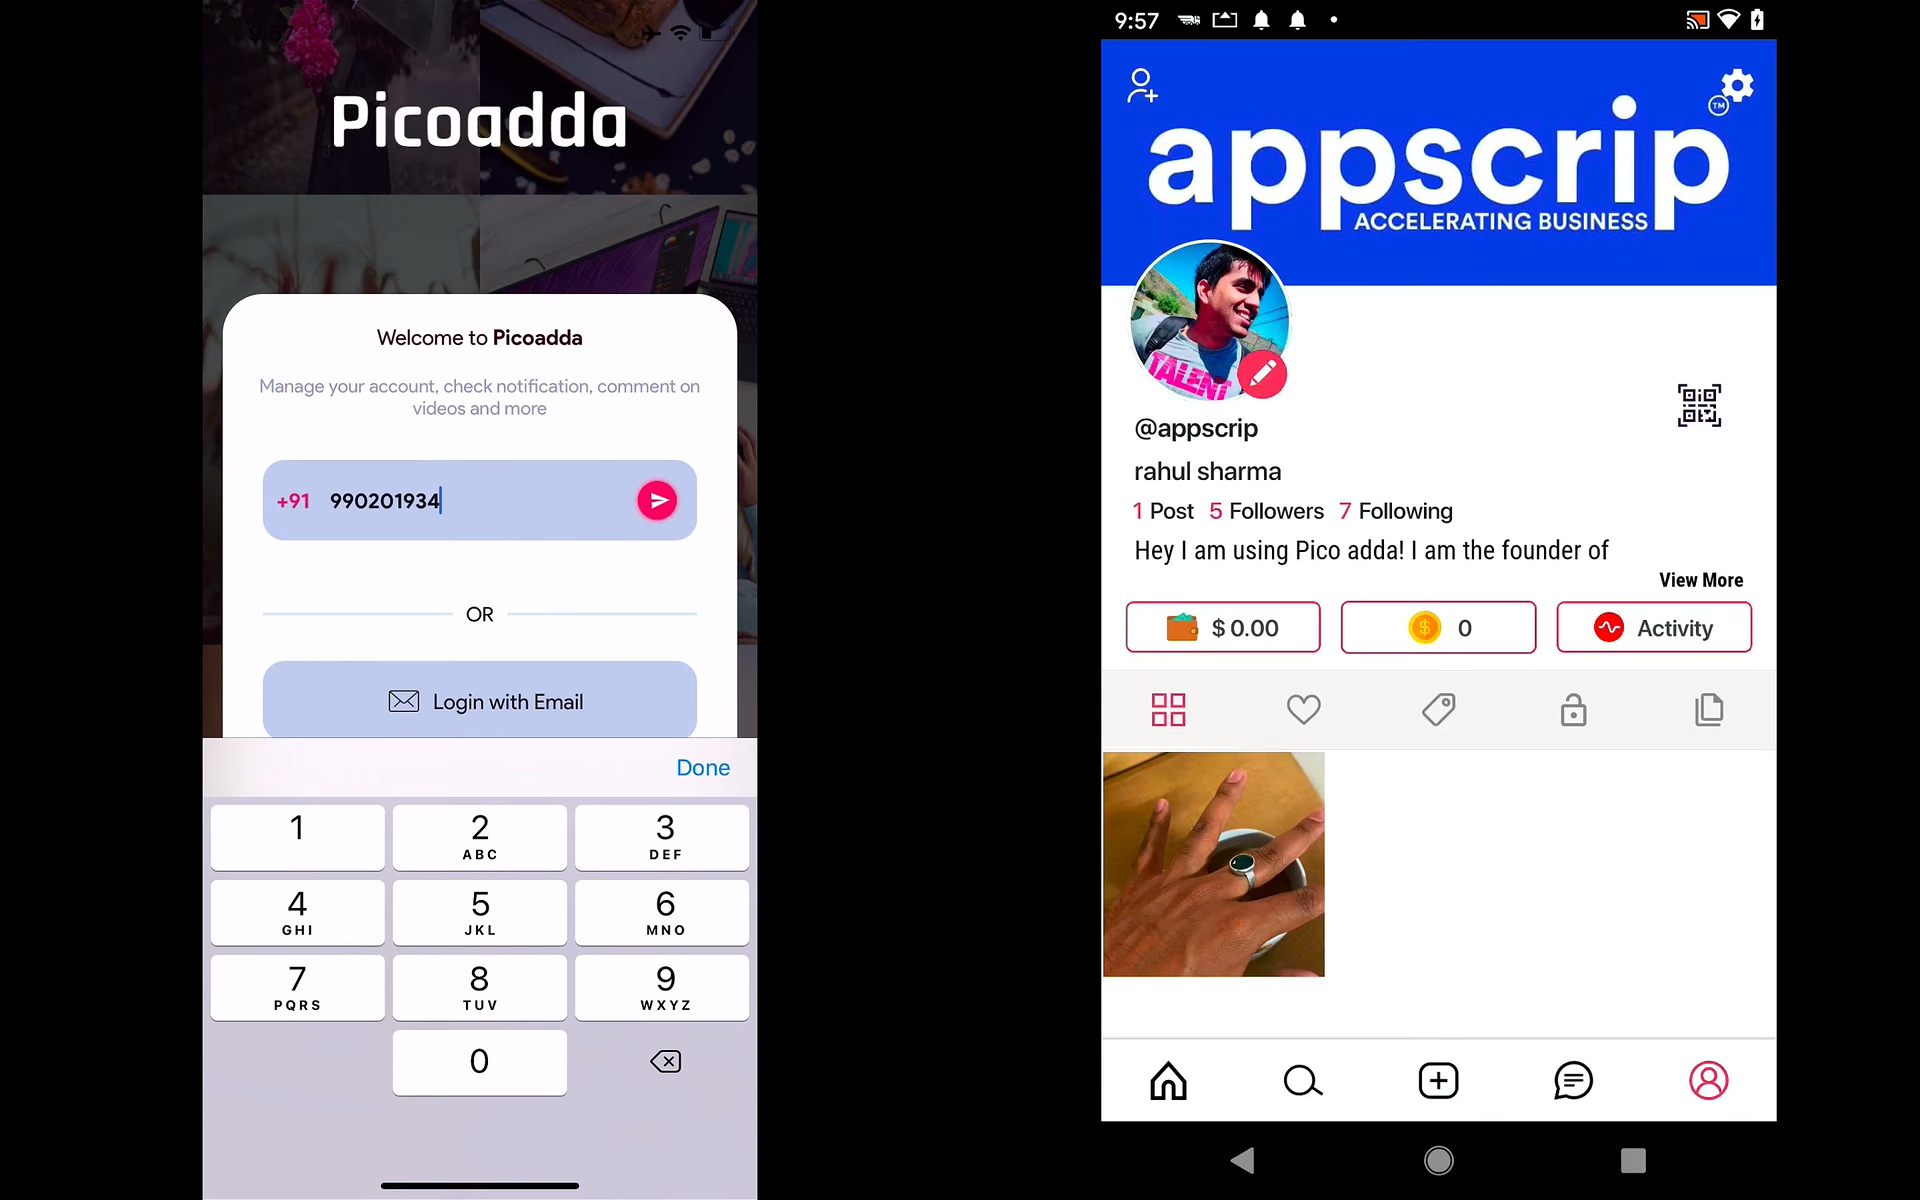 Picoadda
Welcome to Picoadda
Manage your account, check notification, comment on
videos and more
+91 990201934
OR
Login with Email
Done
1
2
ABC
3
DEF
4
GHI
5
JKL
6
MNO
7
PQRS
8
TUV
9
WXYZ
0
9:57
appscrip
TM
ACCELERATING BUSINESS
TALENT
@appscrip
rahul sharma
1 Post 5 Followers 7 Following
Hey I am using Pico adda! I am the founder of
View More
$ 0.00
0
Activity